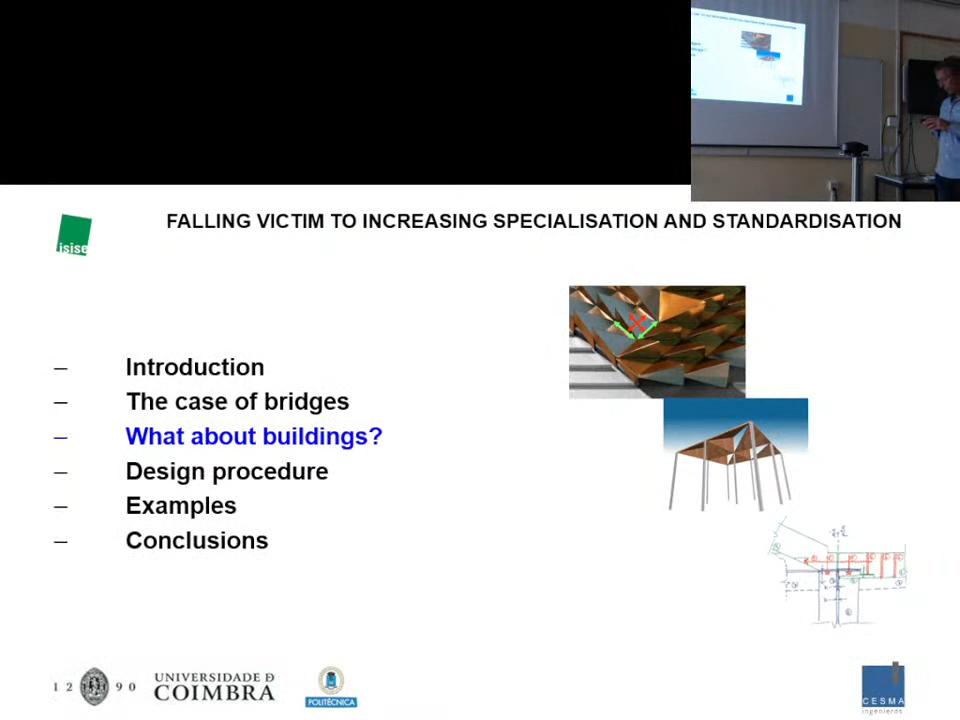 FALLING VICTIM TO INCREASING SPECIALISATION AND STANDARDISATION
isise
– Introduction
– The case of bridges
– What about buildings?
– Design procedure
– Examples
– Conclusions
1 2 9 0
UNIVERSIDADE D
COIMBRA
POLITÉCNICA
CESMA
ingenieros